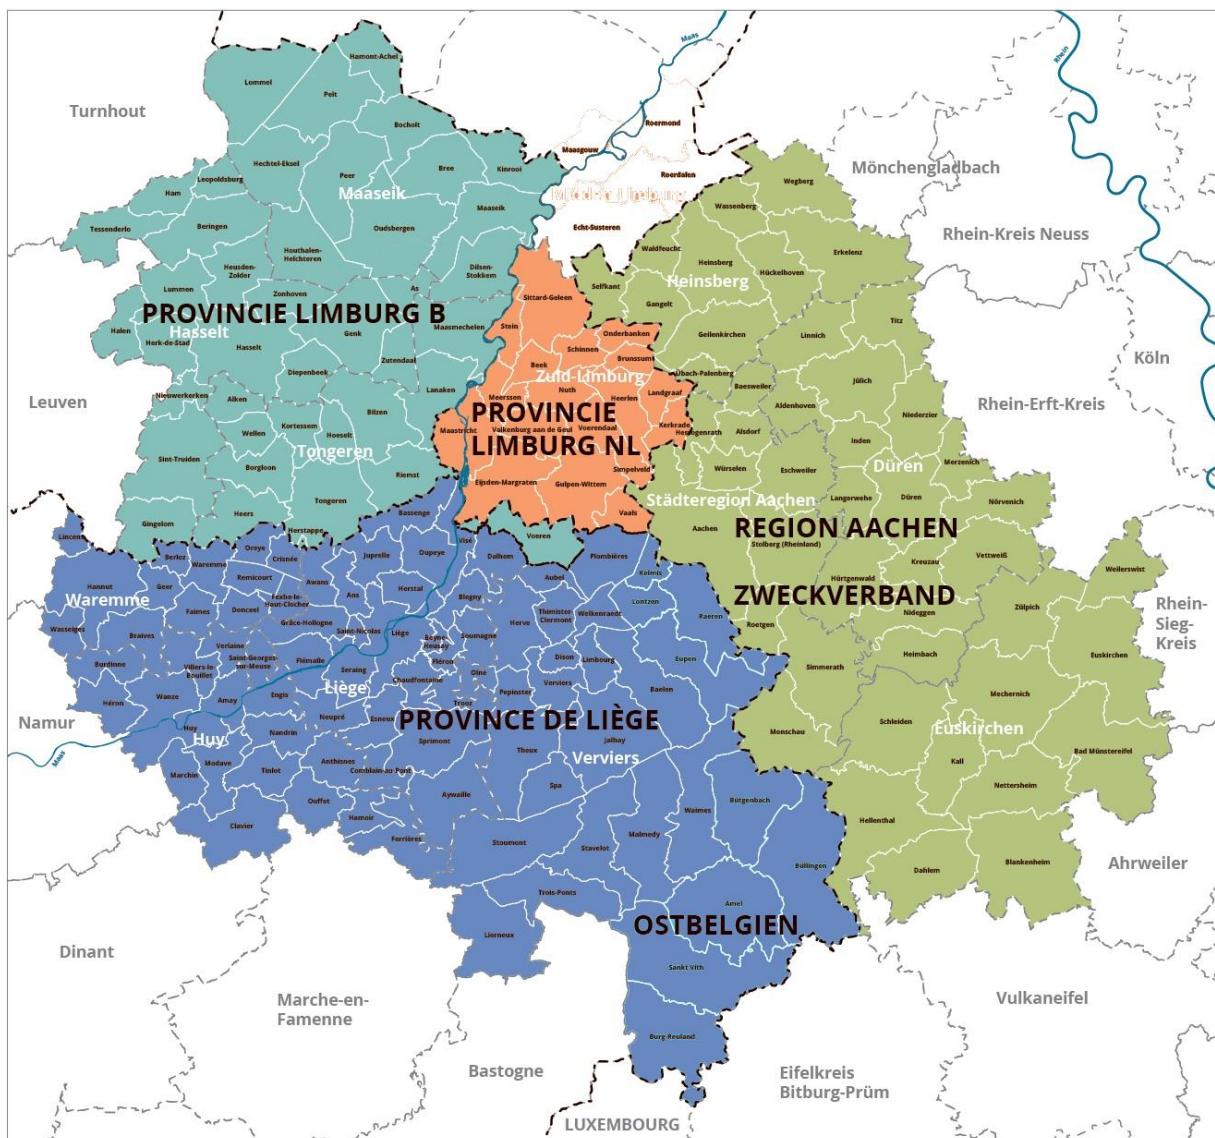 Maas
Rhein
Hamont-Achel
Lommel
Pelt
Turnhout
Bocholt
Roermond
Maasgouw
Mönchengladbach
Hechtel-Eksel
Peer
Bree
Kinrooi
Roerdalen
Wegberg
Leopoldsburg
Ham
Maaseik
Midden-Limburg
Wassenberg
Maaseik
Tessenderlo
Beringen
Oudsbergen
Echt-Susteren
Rhein-Kreis Neuss
Waldfeucht
Erkelenz
Houthalen-
Helchteren
Heusden-
Zolder
Dilsen-
Stokkem
Heinsberg
Hückelhoven
Heinsberg
Selfkant
Lummen
Zonhoven
As
Sittard-Geleen
Gangelt
PROVINCIE LIMBURG B
Titz
Halen
Hasselt
Genk
Maasmechelen
Stein
Onderbanken
Geilenkirchen
Linnich
Herk-de-Stad
Hasselt
Schinnen
Brunssum
Köln
Zutendaal
Beek
Diepenbeek
Zuid-Limburg
Übach-Palenberg
Baesweiler
Jülich
Nieuwerkerken
Alken
Lanaken
Meerssen
Nuth
Heerlen
Landgraaf
Leuven
Bilzen
Aldenhoven
Rhein-Erft-Kreis
PROVINCIE
LIMBURG NL
Niederzier
Kortessem
Wellen
Hoeselt
Maastricht
Valkenburg aan de Geul
Voerendaal
Kerkrade
Herzogenrath
Alsdorf
Inden
Sint-Truiden
Tongeren
Borgloon
Merzenich
Düren
Simpelveld
Würselen
Eschweiler
Riemst
Eijsden-Margraten
Gulpen-Wittem
Städteregion Aachen
Langerwehe
Düren
Nörvenich
Tongeren
Heers
Bassenge
Vaals
Gingelom
Aachen
REGION AACHEN
Herstappe
Lincent
Voeren
Visé
Stolberg (Rheinland)
Oreye
Crisnée
Juprelle
Oupeye
Dalhem
Plombières
Vettweiß
Kreuzau
Berloz
Waremme
Weilerswist
Hannut
Geer
Remicourt
Awans
Aubel
Kelmis
Hürtgenwald
Ans
Herstal
Blegny
ZWECKVERBAND
Waremme
Fexhe-le-
Haut-Clocher
Lontzen
Faimes
Donceel
Thimister-
Clermont
Welkenraedt
Nideggen
Zülpich
Rhein-
Sieg-
Kreis
Grâce-Hollogne
Herve
Raeren
Roetgen
Wasseiges
Braives
Saint-Nicolas
Liège
Soumagne
Beyne-
Heusay
Verlaine
Heimbach
Euskirchen
Burdinne
Villers-le-
Bouillet
Saint-Georges-
sur-Meuse
Flémalle
Fléron
Dison
Limbourg
Eupen
Simmerath
Seraing
Olne
Chaudfontaine
Verviers
Baelen
Héron
Wanze
Amay
Engis
Liège
Pepinster
Mechernich
Trooz
Namur
Neupré
Esneux
PROVINCE DE LIÈGE
Schleiden
Euskirchen
Huy
Huy
Nandrin
Sprimont
Jalhay
Monschau
Theux
Bad Münstereifel
Maas
Modave
Anthisnes
Verviers
Kall
Marchin
Tinlot
Comblain-au-Pont
Spa
Nettersheim
Aywaille
Ouffet
Bütgenbach
Waimes
Clavier
Hamoir
Hellenthal
Ferrières
Malmedy
Stoumont
Stavelot
Blankenheim
Ahrweiler
Büllingen
Dahlem
Trois-Ponts
Amel
OSTBELGIEN
Lierneux
Dinant
Sankt Vith
Marche-en-
Famenne
Vulkaneifel
Burg-Reuland
Bastogne
Eifelkreis
Bitburg-Prüm
LUXEMBOURG